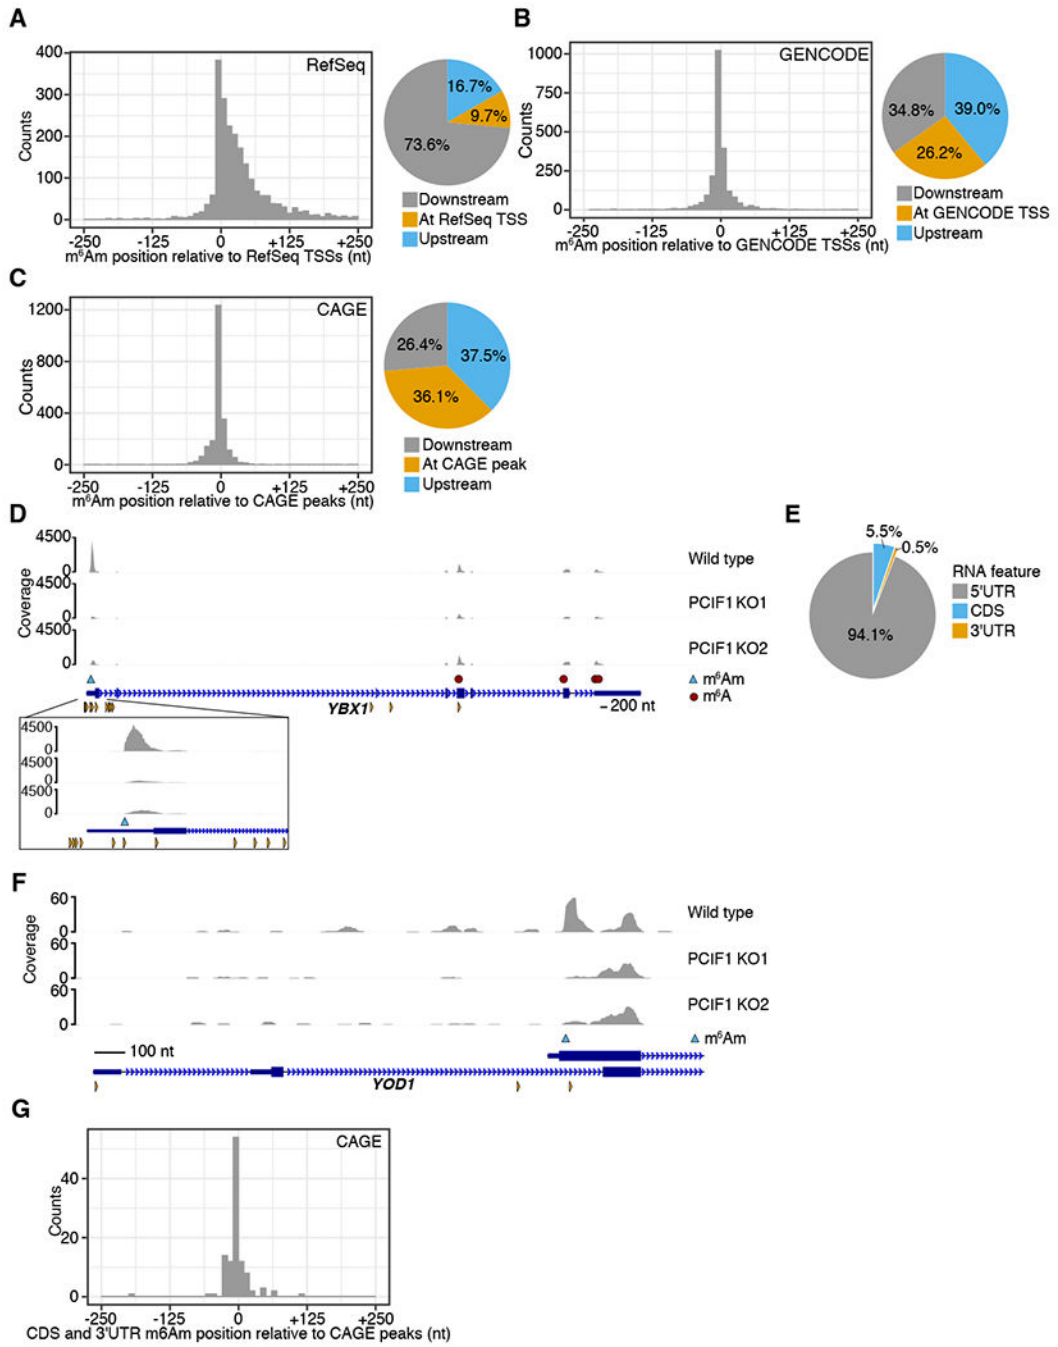 A
RefSeq
400
300
200
100
0
Counts
-250 -125 0 +125 +250
m⁶Am position relative to RefSeq TSSs (nt)
16.7%
9.7%
73.6%
Downstream
At RefSeq TSS
Upstream
B
GENCODE
1000
750
500
250
0
Counts
-250 -125 0 +125 +250
m⁶Am position relative to GENCODE TSSs (nt)
34.8%
39.0%
26.2%
Downstream
At GENCODE TSS
Upstream
C
CAGE
1200
800
400
0
Counts
-250 -125 0 +125 +250
m⁶Am position relative to CAGE peaks (nt)
26.4%
37.5%
36.1%
Downstream
At CAGE peak
Upstream
D
Coverage
4500
0
Wild type
4500
0
PCIF1 KO1
4500
0
PCIF1 KO2
m⁶Am
m⁶A
YBX1
200 nt
4500
0
4500
0
4500
0
E
5.5%
0.5%
94.1%
RNA feature
5'UTR
CDS
3'UTR
F
Coverage
60
0
Wild type
60
0
PCIF1 KO1
60
0
PCIF1 KO2
m⁶Am
100 nt
YOD1
G
CAGE
40
20
0
Counts
-250 -125 0 +125 +250
CDS and 3'UTR m6Am position relative to CAGE peaks (nt)